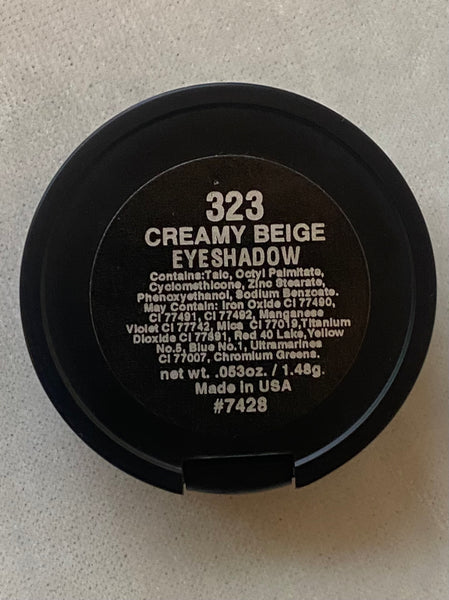 323
CREAMY BEIGE
EYESHADOW
Contains:Talc, Octyl Palmitate,
Cyclomethicone, Zinc Stearate,
Phenoxyethanol, Sodium Benzoate.
May Contain: Iron Oxide CI 77490,
CI 77491, CI 77492, Manganese
Violet CI 77742, Mica CI 77019,Titanium
Dioxide CI 77891, Red 40 Lake,Yellow
No.5, Blue No.1, Ultramarines
CI 77007, Chromium Greens.
net wt. .053oz. / 1.48g.
Made in USA
#7428